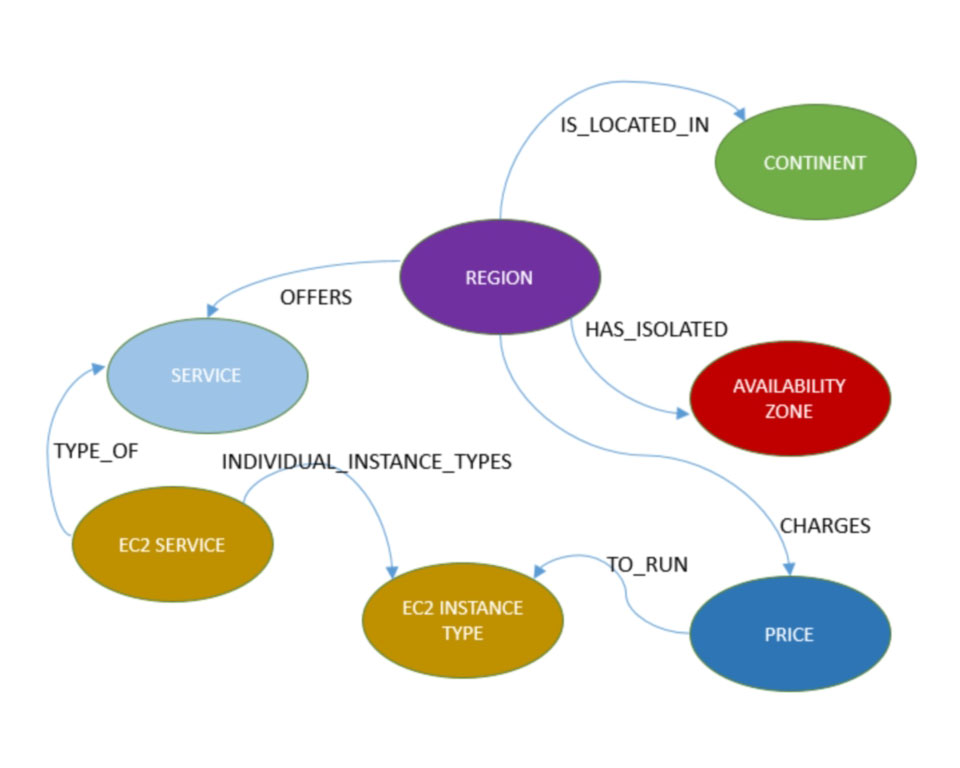 IS_LOCATED_IN
CONTINENT
REGION
OFFERS
HAS_ISOLATED
SERVICE
AVAILABILITY
ZONE
TYPE_OF
INDIVIDUAL_INSTANCE_TYPES
CHARGES
EC2 SERVICE
TO_RUN
EC2 INSTANCE
TYPE
PRICE